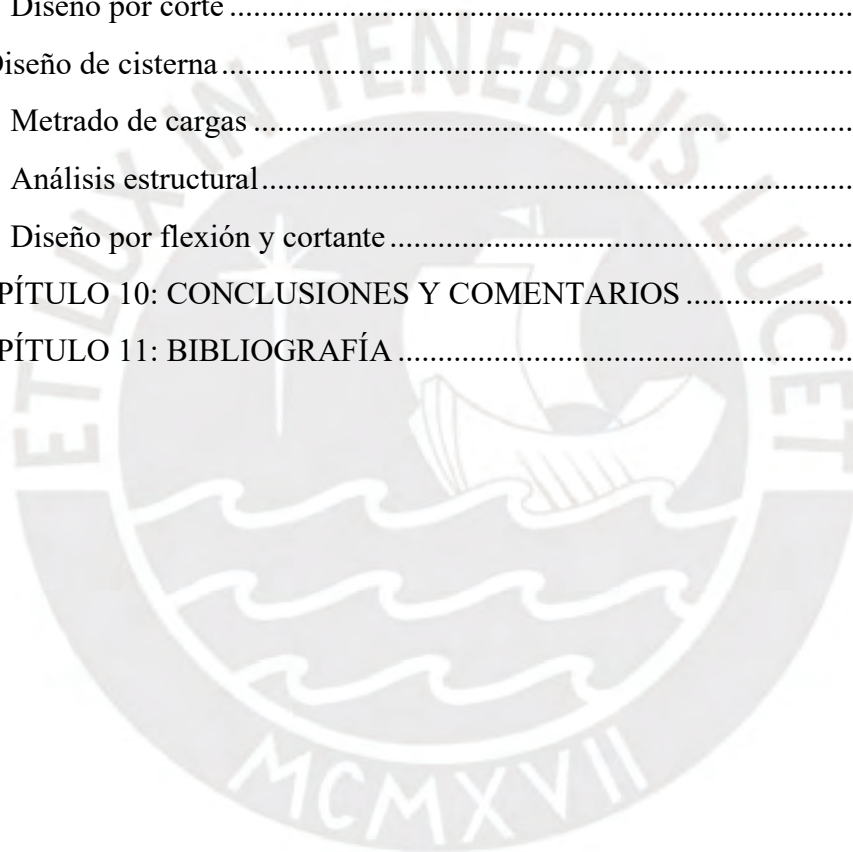 Diseño por corte ........................................................................
Diseño de cisterna ........................................................................
Metrado de cargas ........................................................................
Análisis estructural........................................................................
Diseño por flexión y cortante ........................................................
PÍTULO 10: CONCLUSIONES Y COMENTARIOS ....................
PÍTULO 11: BIBLIOGRAFÍA ........................................................
ET LUX IN TENEBRIS LUCET
MCMXVII